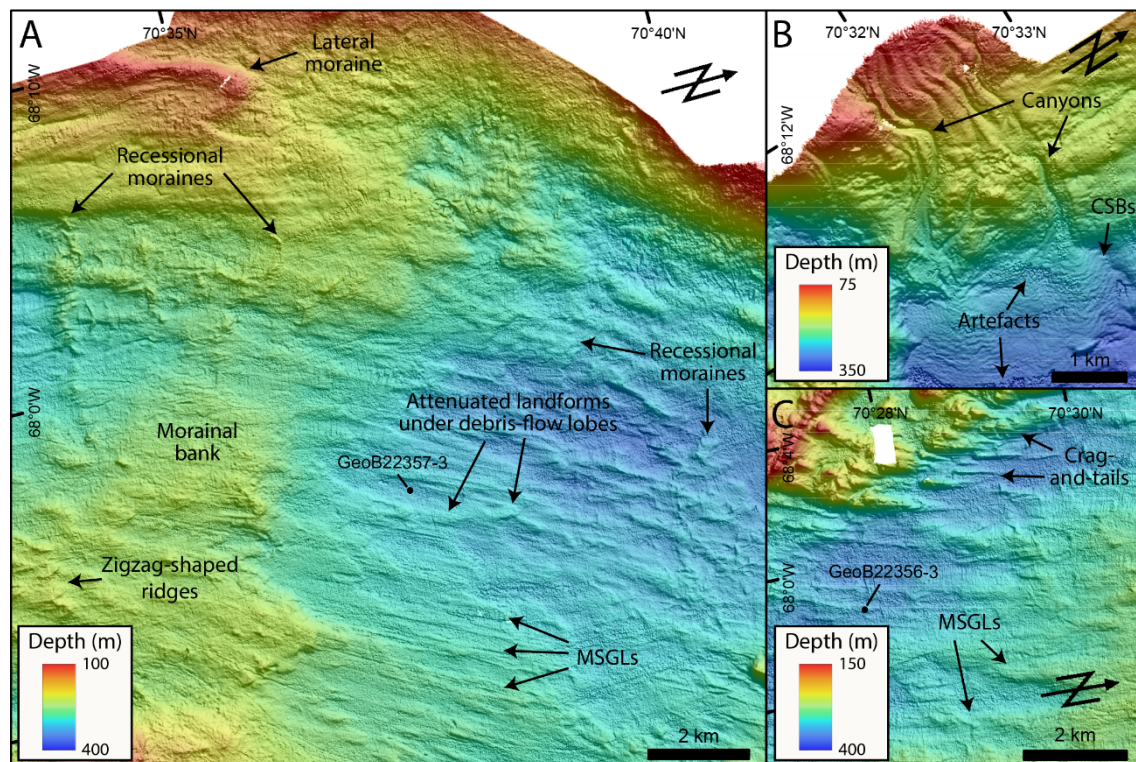 A
70°35'N
70°40'N
Lateral
moraine
68°10'W
Recessional
moraines
Recessional
moraines
Attenuated landforms
under debris-flow lobes
68°0'W
Morainal
bank
GeoB22357-3
Zigzag-shaped
ridges
MSGLs
Depth (m)
100
400
2 km
N
B
70°32'N
70°33'N
Canyons
68°12'W
CSBs
Depth (m)
75
350
Artefacts
1 km
N
C
70°28'N
70°30'N
68°4'W
Crag-
and-tails
68°0'W
GeoB22356-3
MSGLs
Depth (m)
150
400
2 km
N